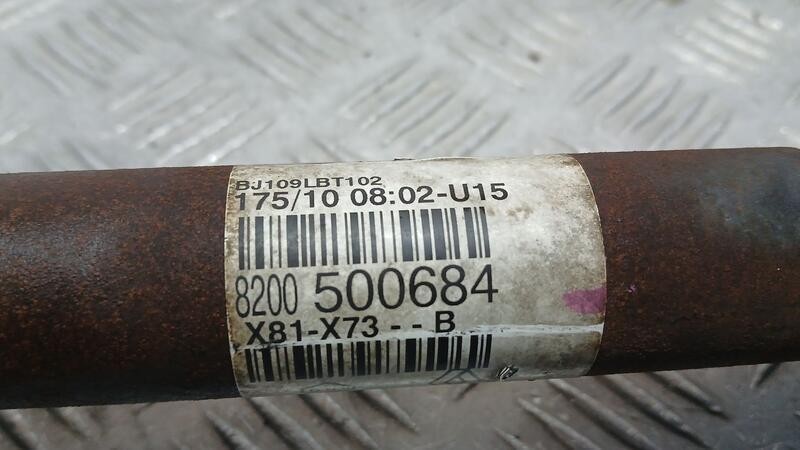 BJ109LBT102
175/10 08:02-U15
8200 500684
X81-X73 - - B